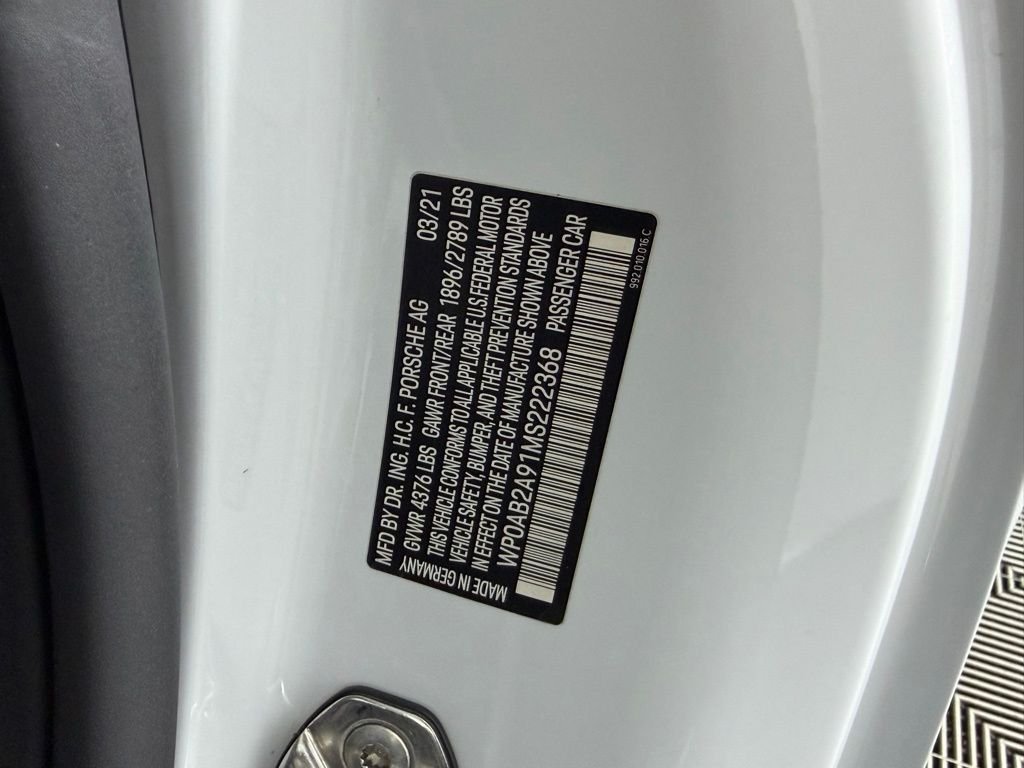 MFD BY DR. ING. H.C. F. PORSCHE AG 03/21
GVWR 4376 LBS GAWR FRONT/REAR 1896/2789 LBS
THIS VEHICLE CONFORMS TO ALL APPLICABLE U.S. FEDERAL MOTOR
VEHICLE SAFETY, BUMPER, AND THEFT PREVENTION STANDARDS
IN EFFECT ON THE DATE OF MANUFACTURE SHOWN ABOVE
WP0AB2A91MS222368 PASSENGER CAR
MADE IN GERMANY
992.010.016.C